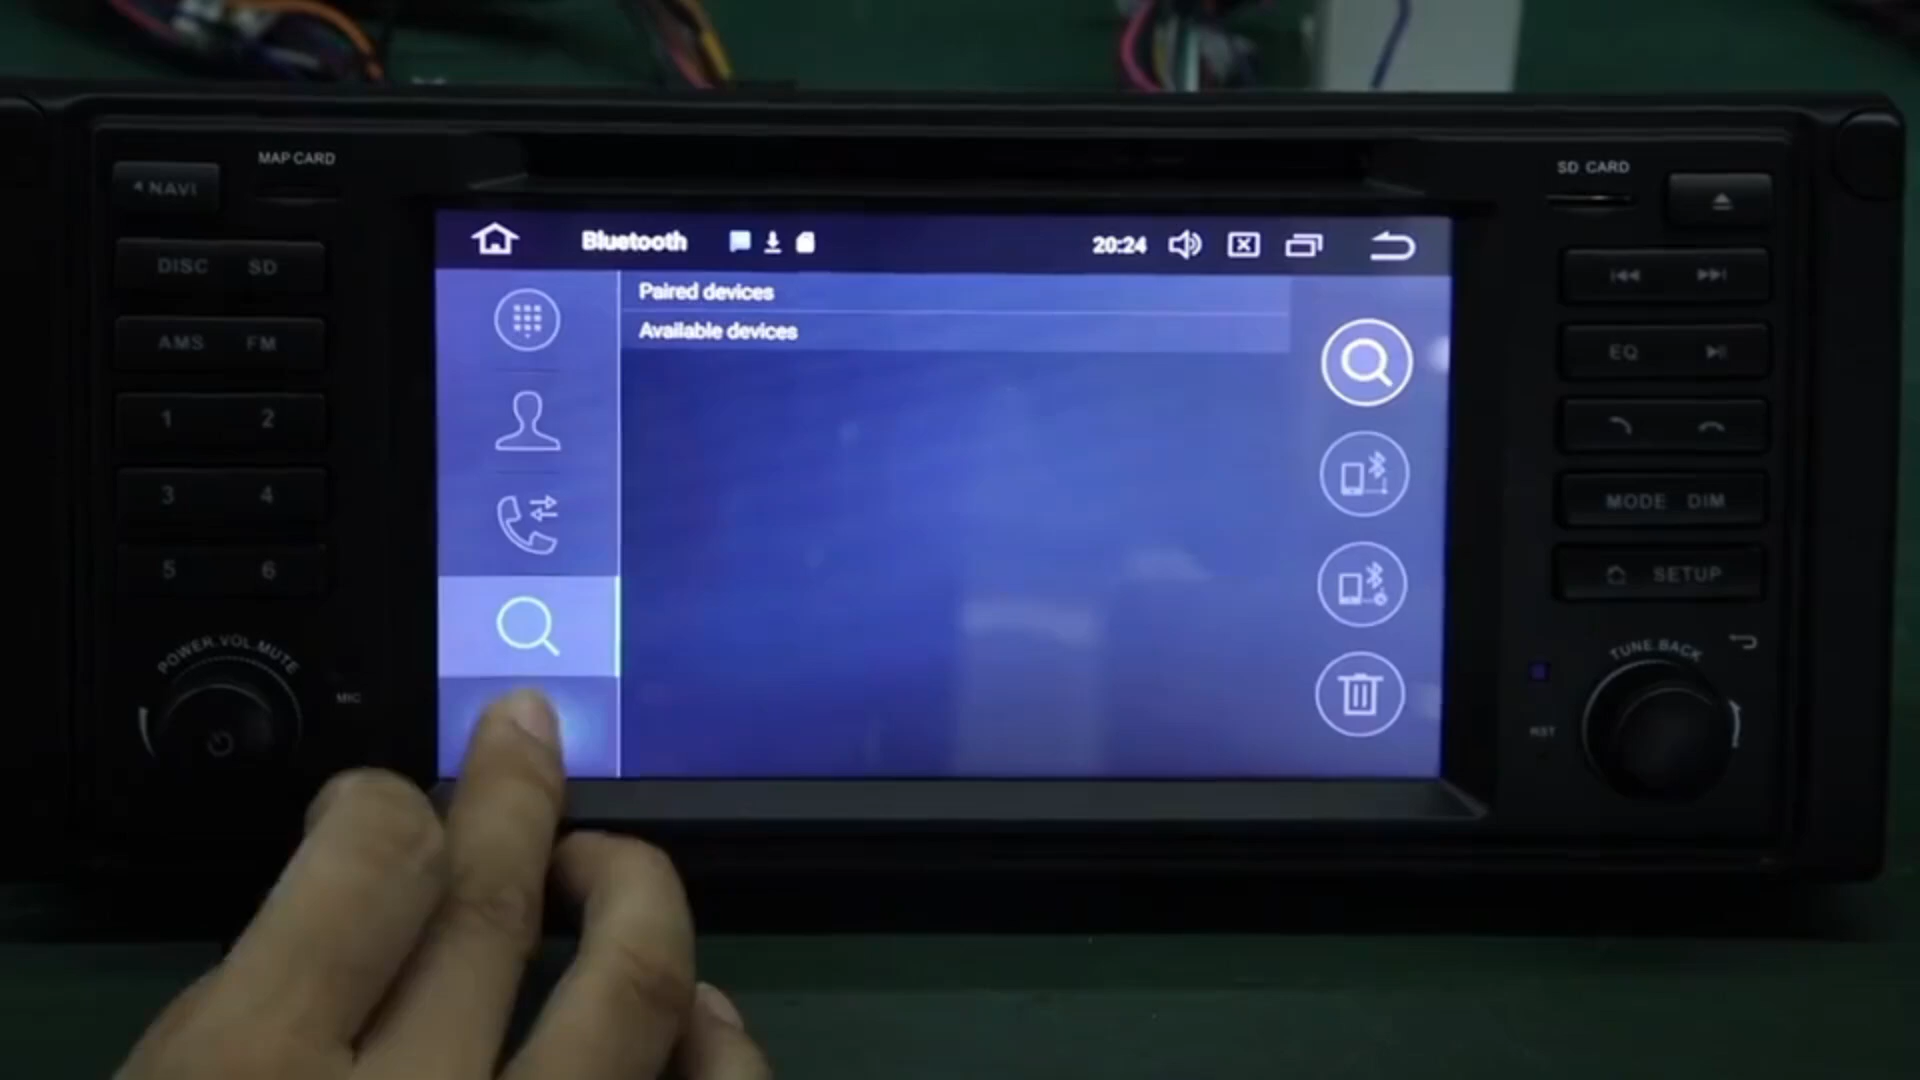 MAP CARD
NAVI
DISC SD
AMS FM
1 2
3 4
5 6
POWER.VOL.MUTE
MIC
Bluetooth
20:24
Paired devices
Available devices
SD CARD
EQ
MODE DIM
SETUP
TUNE.BACK
RST